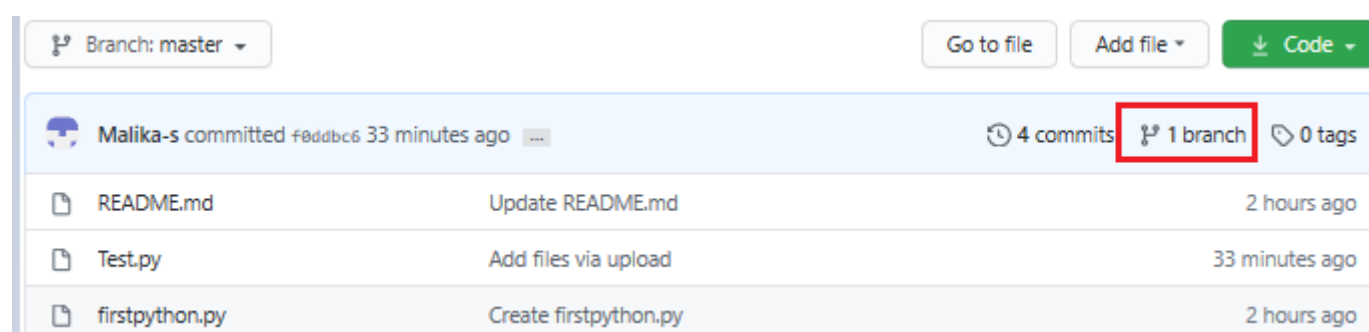 Branch: master Go to file Add file Code
Malika-s committed f0ddbc6 33 minutes ago ... 4 commits 1 branch 0 tags
README.md Update README.md 2 hours ago
Test.py Add files via upload 33 minutes ago
firstpython.py Create firstpython.py 2 hours ago